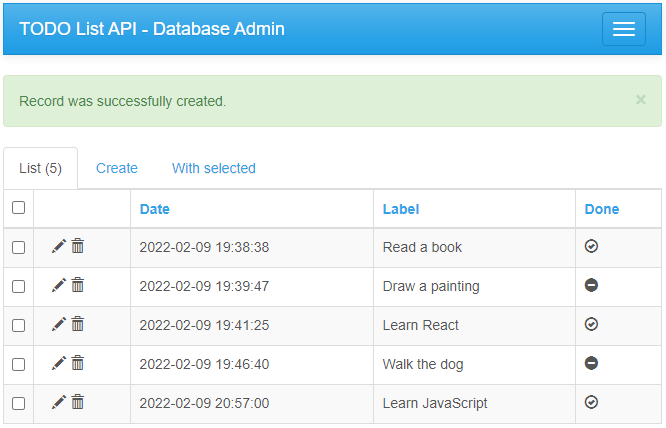 TODO List API - Database Admin
Record was successfully created. ×
List (5) Create With selected
Date Label Done
2022-02-09 19:38:38 Read a book
2022-02-09 19:39:47 Draw a painting
2022-02-09 19:41:25 Learn React
2022-02-09 19:46:40 Walk the dog
2022-02-09 20:57:00 Learn JavaScript